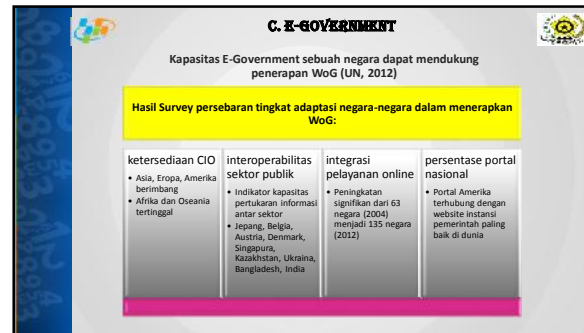 C. E-GOVERNMENT
Kapasitas E-Government sebuah negara dapat mendukung
penerapan WoG (UN, 2012)
Hasil Survey persebaran tingkat adaptasi negara-negara dalam menerapkan
WoG:
ketersediaan CIO
• Asia, Eropa, Amerika
berimbang
• Afrika dan Oseania
tertinggal
interoperabilitas
sektor publik
• Indikator kapasitas
pertukaran informasi
antar sektor
• Jepang, Belgia,
Austria, Denmark,
Singapura,
Kazakhstan, Ukraina,
Bangladesh, India
integrasi
pelayanan online
• Peningkatan
signifikan dari 63
negara (2004)
menjadi 135 negara
(2012)
persentase portal
nasional
• Portal Amerika
terhubung dengan
website instansi
pemerintah paling
baik di dunia